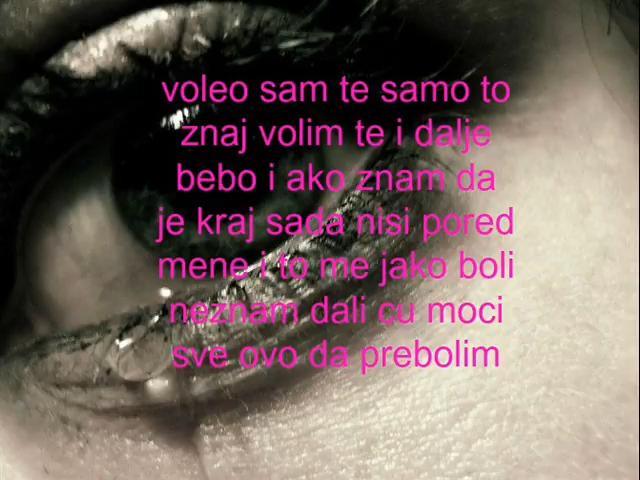 voleo sam te samo to
znaj volim te i dalje
bebo i ako znam da
je kraj sada nisi pored
mene i to me jako boli
neznam dali cu moci
sve ovo da prebolim